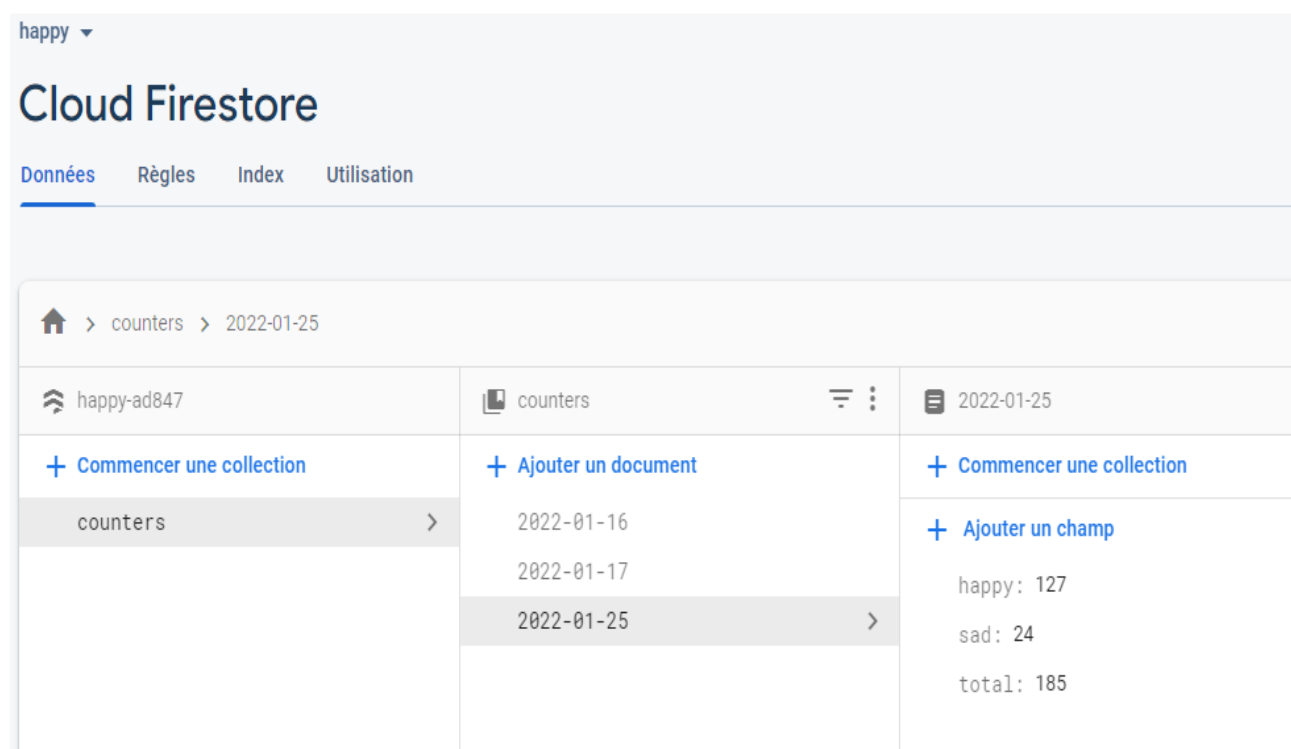 happy
Cloud Firestore
Données Règles Index Utilisation
counters 2022-01-25
happy-ad847 counters 2022-01-25
Commencer une collection Ajouter un document Commencer une collection
counters 2022-01-16 Ajouter un champ
2022-01-17 happy: 127
2022-01-25 sad: 24
total: 185